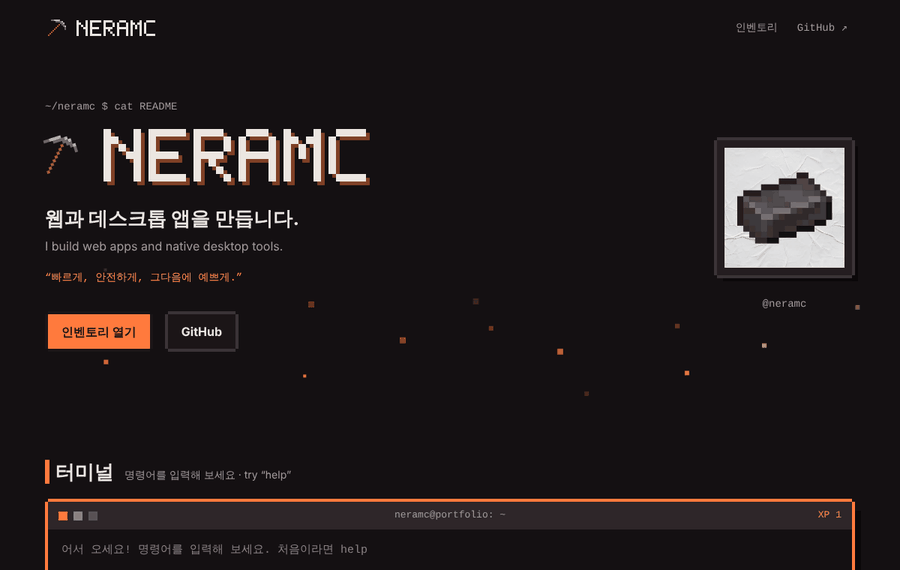 NERAMC
인벤토리 GitHub ↗
~/neramc $ cat README
NERAMC
웹과 데스크톱 앱을 만듭니다.
I build web apps and native desktop tools.
“빠르게, 안전하게, 그다음에 예쁘게.”
인벤토리 열기 GitHub
@neramc
터미널 명령어를 입력해 보세요 · try “help”
neramc@portfolio: ~ XP 1
어서 오세요! 명령어를 입력해 보세요. 처음이라면 help